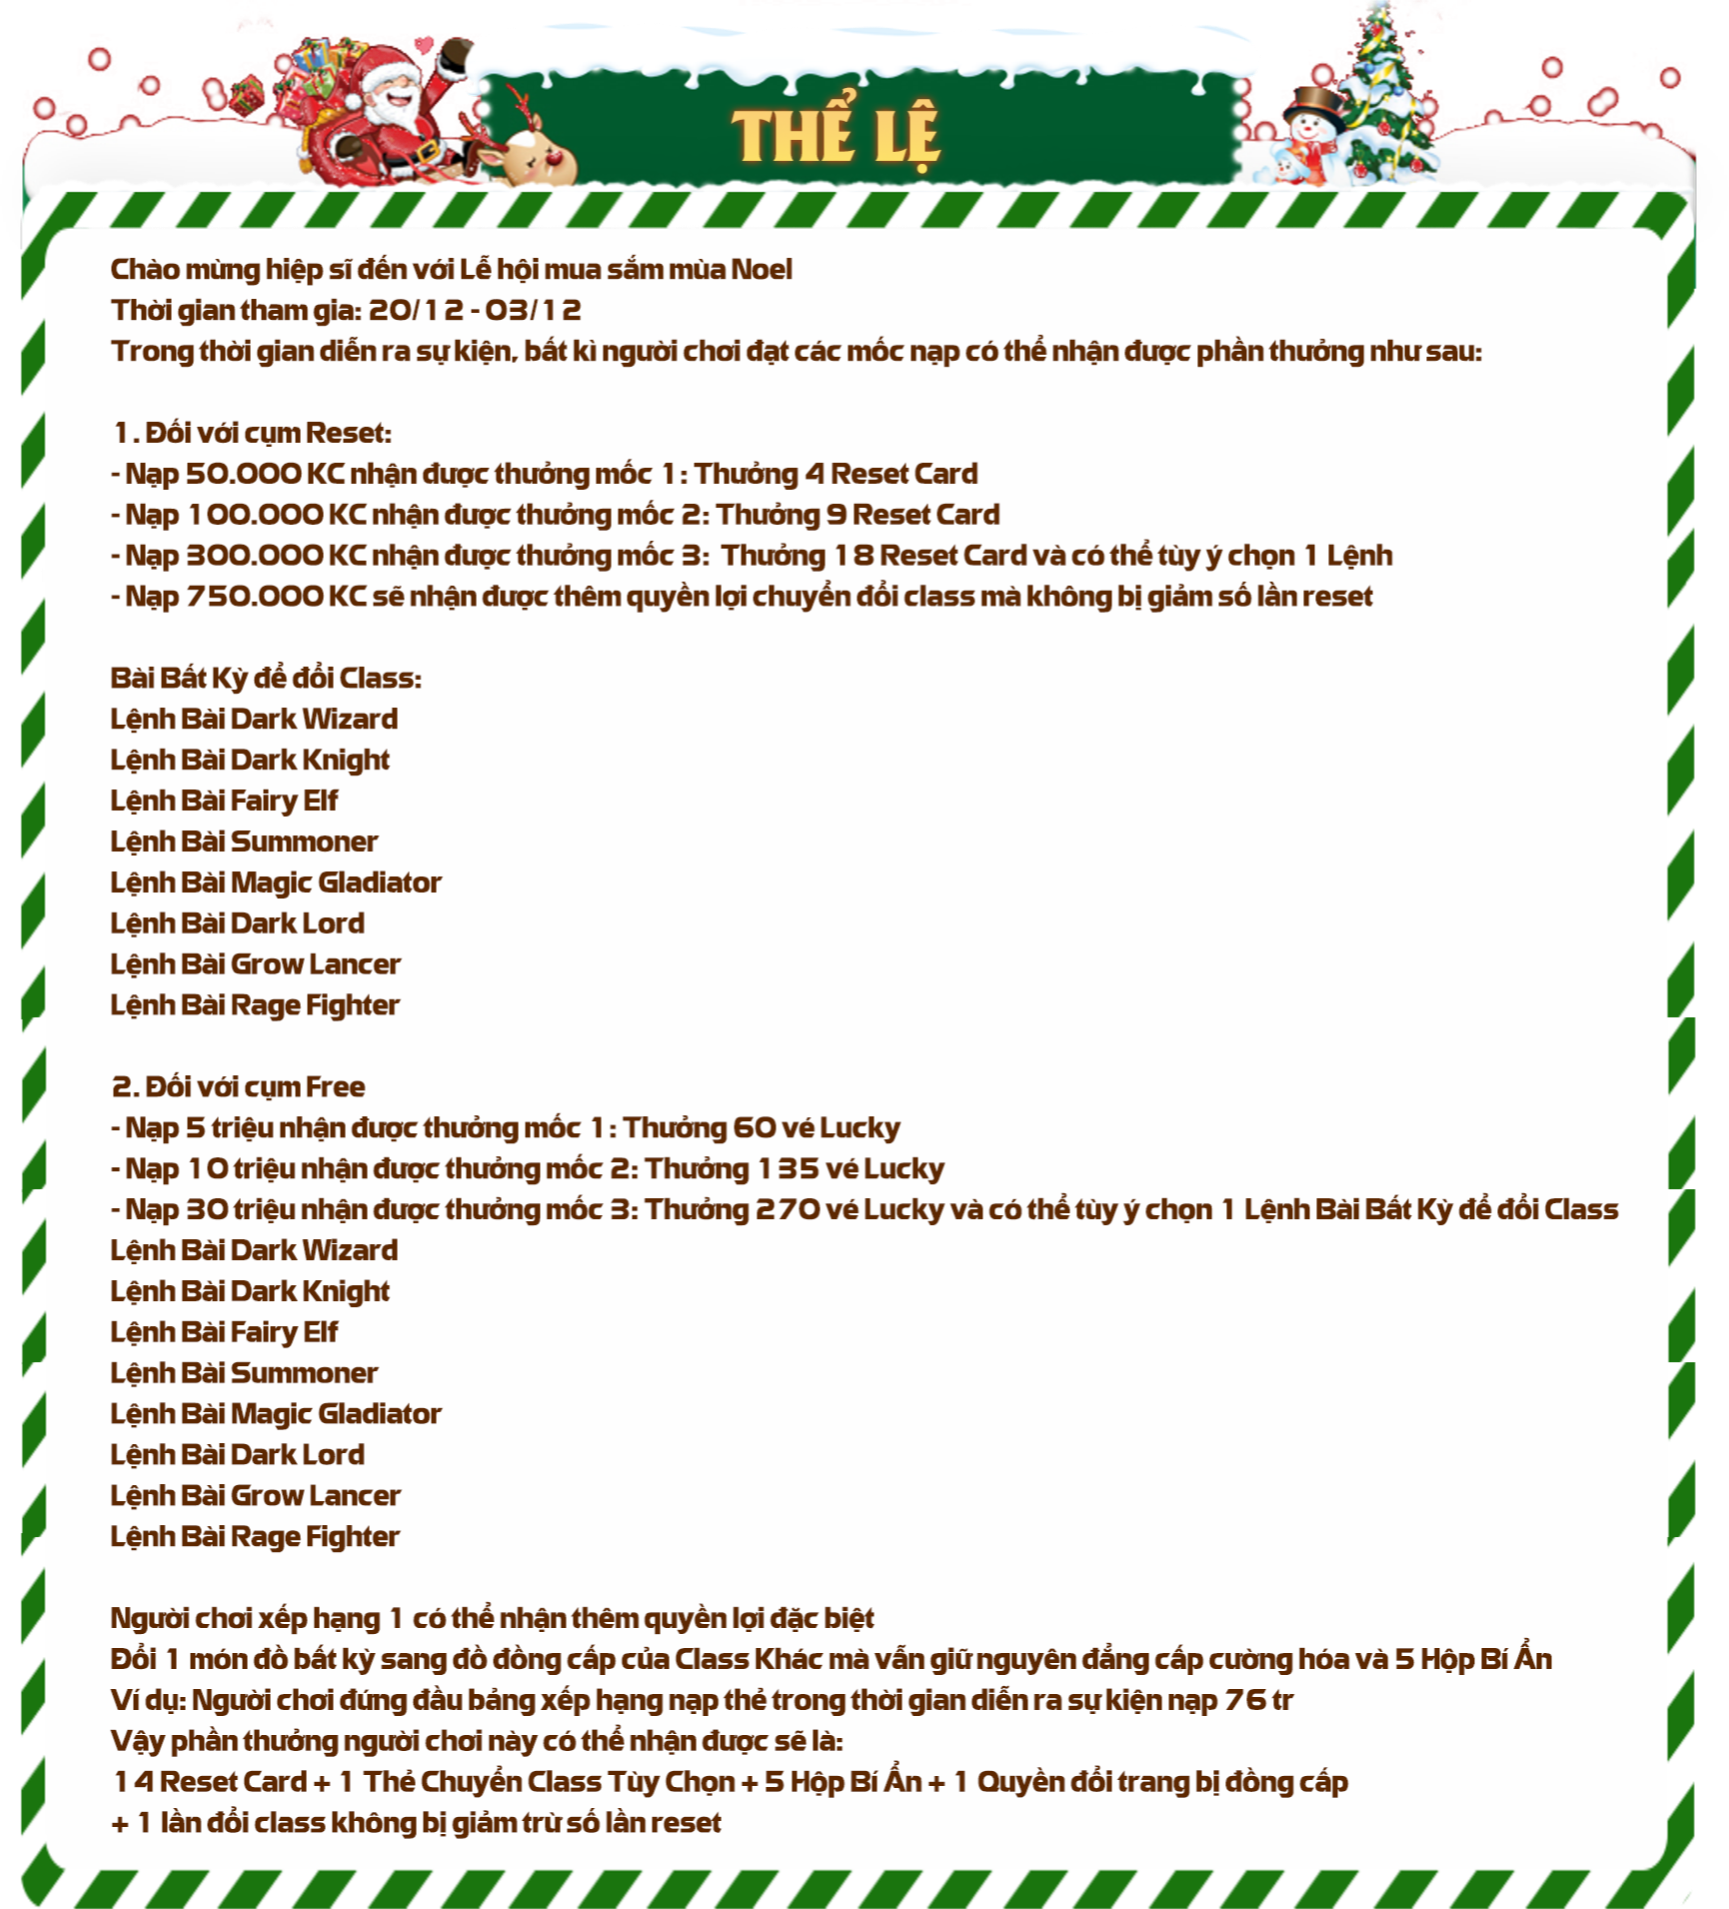 THỂ LỆ
Chào mừng hiệp sĩ đến với Lễ hội mua sắm mùa Noel
Thời gian tham gia: 20/12 - 03/12
Trong thời gian diễn ra sự kiện, bất kì người chơi đạt các mốc nạp có thể nhận được phần thưởng như sau:
1. Đối với cụm Reset:
- Nạp 50.000 KC nhận được thưởng mốc 1: Thưởng 4 Reset Card
- Nạp 100.000 KC nhận được thưởng mốc 2: Thưởng 9 Reset Card
- Nạp 300.000 KC nhận được thưởng mốc 3: Thưởng 18 Reset Card và có thể tùy ý chọn 1 Lệnh
- Nạp 750.000 KC sẽ nhận được thêm quyền lợi chuyển đổi class mà không bị giảm số lần reset
Bài Bất Kỳ để đổi Class:
Lệnh Bài Dark Wizard
Lệnh Bài Dark Knight
Lệnh Bài Fairy Elf
Lệnh Bài Summoner
Lệnh Bài Magic Gladiator
Lệnh Bài Dark Lord
Lệnh Bài Grow Lancer
Lệnh Bài Rage Fighter
2. Đối với cụm Free
- Nạp 5 triệu nhận được thưởng mốc 1: Thưởng 60 vé Lucky
- Nạp 10 triệu nhận được thưởng mốc 2: Thưởng 135 vé Lucky
- Nạp 30 triệu nhận được thưởng mốc 3: Thưởng 270 vé Lucky và có thể tùy ý chọn 1 Lệnh Bài Bất Kỳ để đổi Class
Lệnh Bài Dark Wizard
Lệnh Bài Dark Knight
Lệnh Bài Fairy Elf
Lệnh Bài Summoner
Lệnh Bài Magic Gladiator
Lệnh Bài Dark Lord
Lệnh Bài Grow Lancer
Lệnh Bài Rage Fighter
Người chơi xếp hạng 1 có thể nhận thêm quyền lợi đặc biệt
Đổi 1 món đồ bất kỳ sang đồ đồng cấp của Class Khác mà vẫn giữ nguyên đẳng cấp cường hóa và 5 Hộp Bí Ẩn
Ví dụ: Người chơi đứng đầu bảng xếp hạng nạp thẻ trong thời gian diễn ra sự kiện nạp 76 tr
Vậy phần thưởng người chơi này có thể nhận được sẽ là:
14 Reset Card + 1 Thẻ Chuyển Class Tùy Chọn + 5 Hộp Bí Ẩn + 1 Quyền đổi trang bị đồng cấp
+ 1 lần đổi class không bị giảm trừ số lần reset